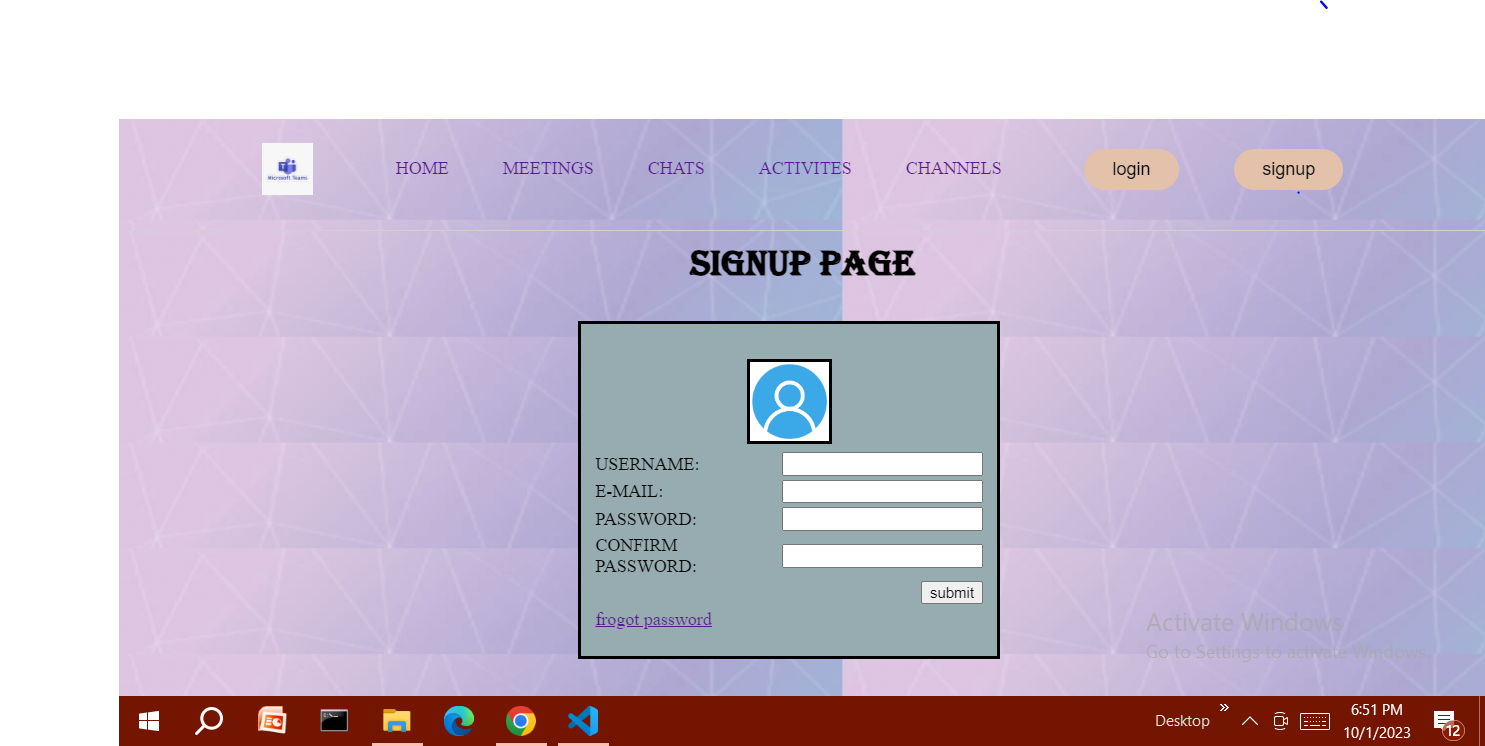 Microsoft Teams
HOME MEETINGS CHATS ACTIVITES CHANNELS login signup
SIGNUP PAGE
USERNAME:
E-MAIL:
PASSWORD:
CONFIRM
PASSWORD:
submit
frogot password
Activate Windows
Go to Settings to activate Windows.
Desktop
6:51 PM
10/1/2023
12